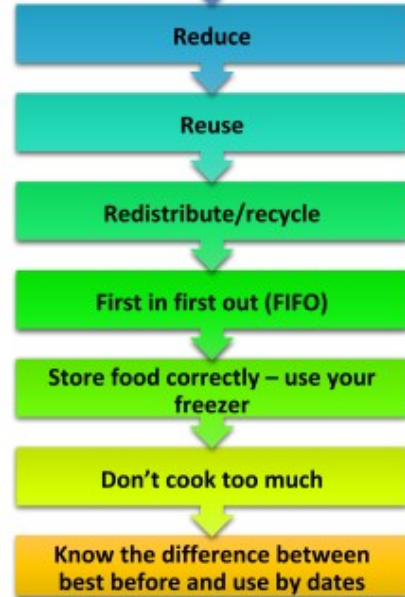 Reduce
Reuse
Redistribute/recycle
First in first out (FIFO)
Store food correctly – use your
freezer
Don't cook too much
Know the difference between
best before and use by dates